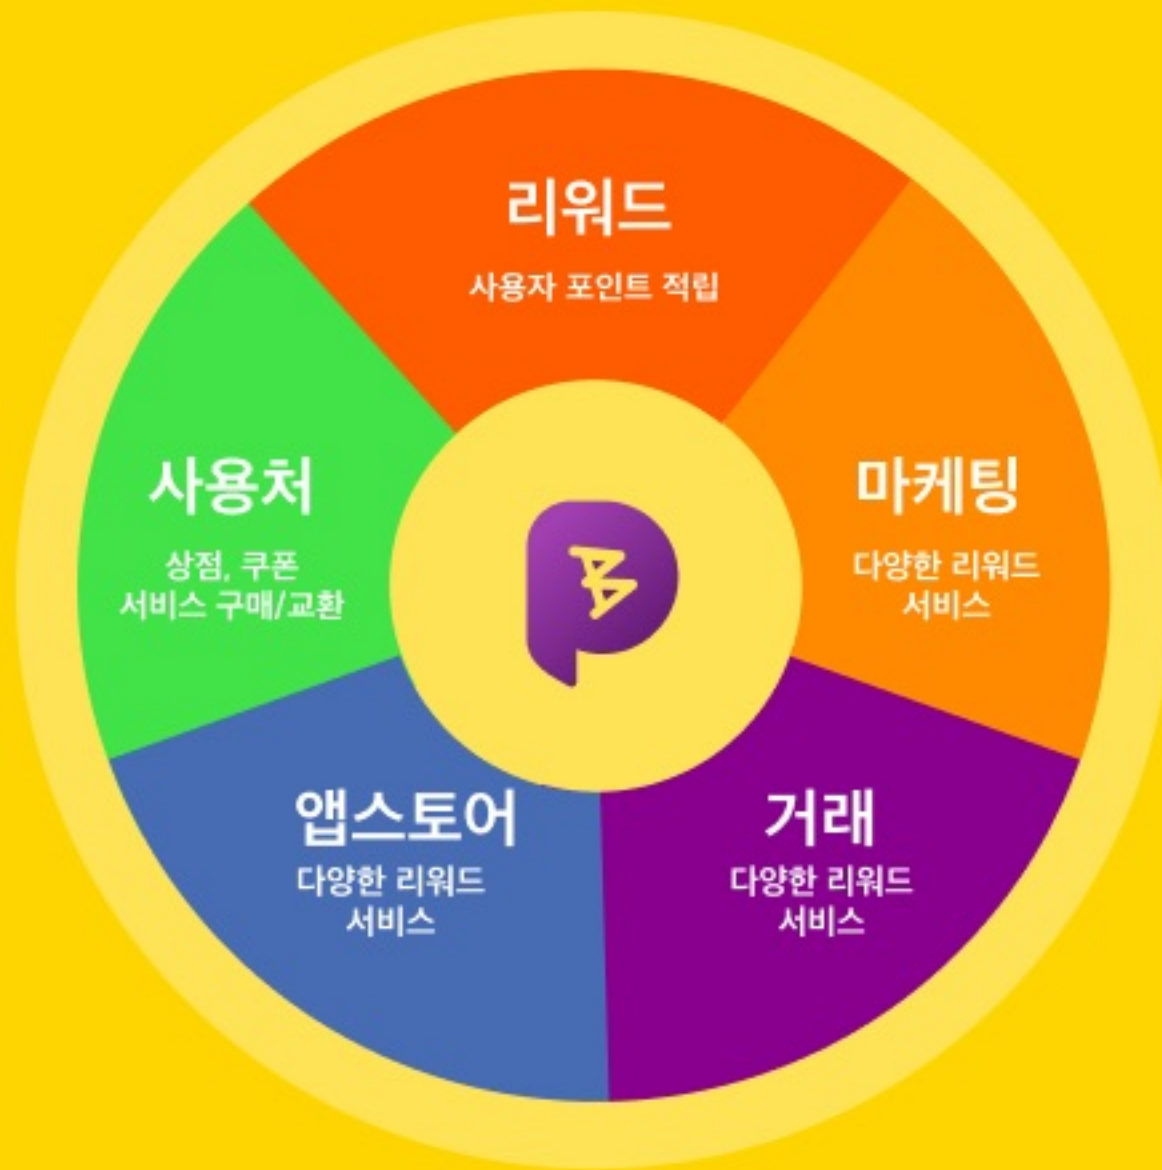 리워드
사용자 포인트 적립
사용처
상점, 쿠폰
서비스 구매/교환
마케팅
다양한 리워드
서비스
앱스토어
다양한 리워드
서비스
거래
다양한 리워드
서비스